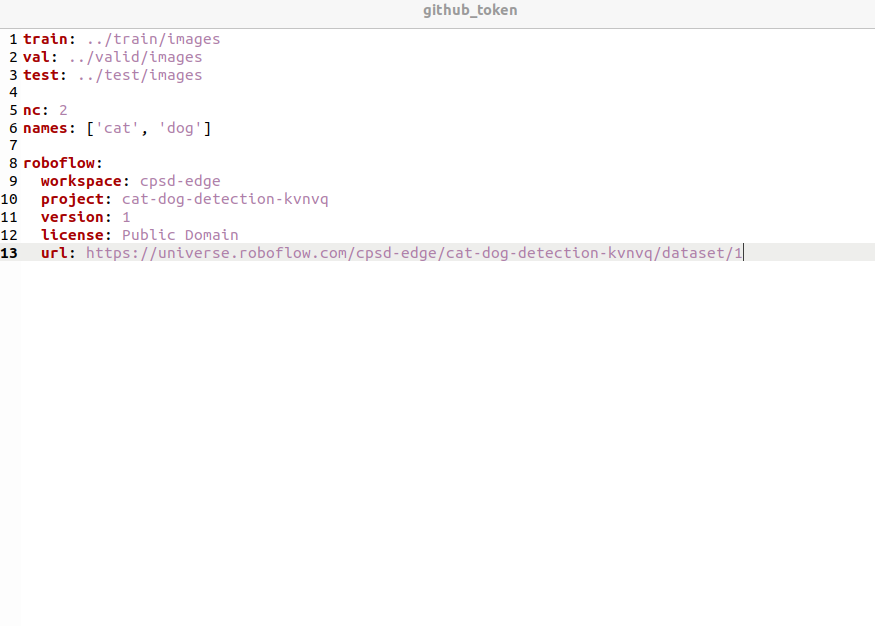 github_token
1 train: ../train/images
2 val: ../valid/images
3 test: ../test/images
4
5 nc: 2
6 names: ['cat', 'dog']
7
8 roboflow:
9   workspace: cpsd-edge
10   project: cat-dog-detection-kvnvq
11   version: 1
12   license: Public Domain
13   url: https://universe.roboflow.com/cpsd-edge/cat-dog-detection-kvnvq/dataset/1